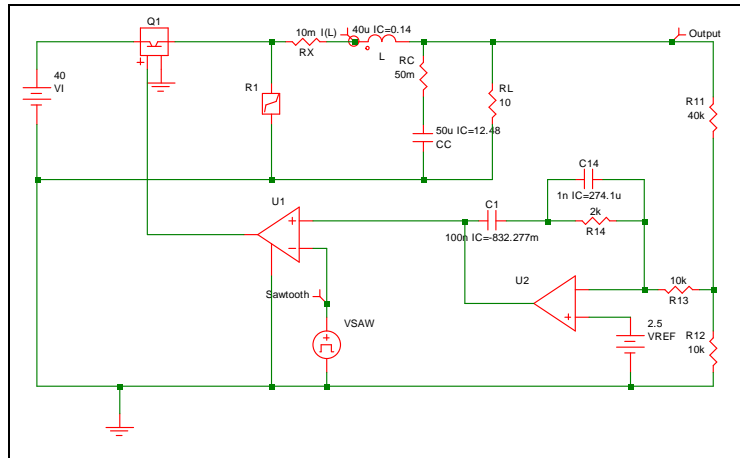 Q1
40
VI
R1
10m
RX
I(L)
40u IC=0.14
L
RC
50m
50u IC=12.48
CC
RL
10
Output
R11
40k
C14
1n IC=274.1u
2k
R14
C1
100n IC=-832.277m
U1
U2
10k
R13
R12
10k
2.5
VREF
Sawtooth
VSAW